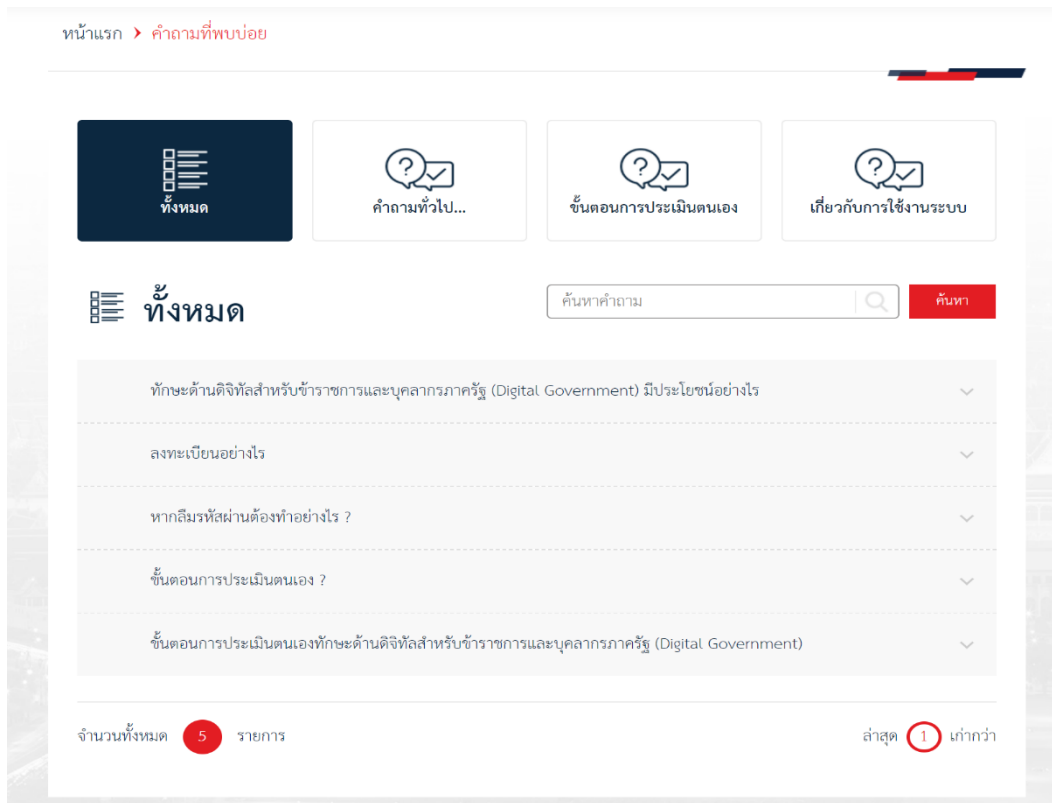 หน้าแรก > คำถามที่พบบ่อย
ทั้งหมด
คำถามทั่วไป...
ขั้นตอนการประเมินตนเอง
เกี่ยวกับการใช้งานระบบ
ทั้งหมด
ค้นหาคำถาม
ค้นหา
ทักษะด้านดิจิทัลสำหรับข้าราชการและบุคลากรภาครัฐ (Digital Government) มีประโยชน์อย่างไร
ลงทะเบียนอย่างไร
หากลืมรหัสผ่านต้องทำอย่างไร ?
ขั้นตอนการประเมินตนเอง ?
ขั้นตอนการประเมินตนเองทักษะด้านดิจิทัลสำหรับข้าราชการและบุคลากรภาครัฐ (Digital Government)
จำนวนทั้งหมด 5 รายการ
ล่าสุด 1 เก่ากว่า